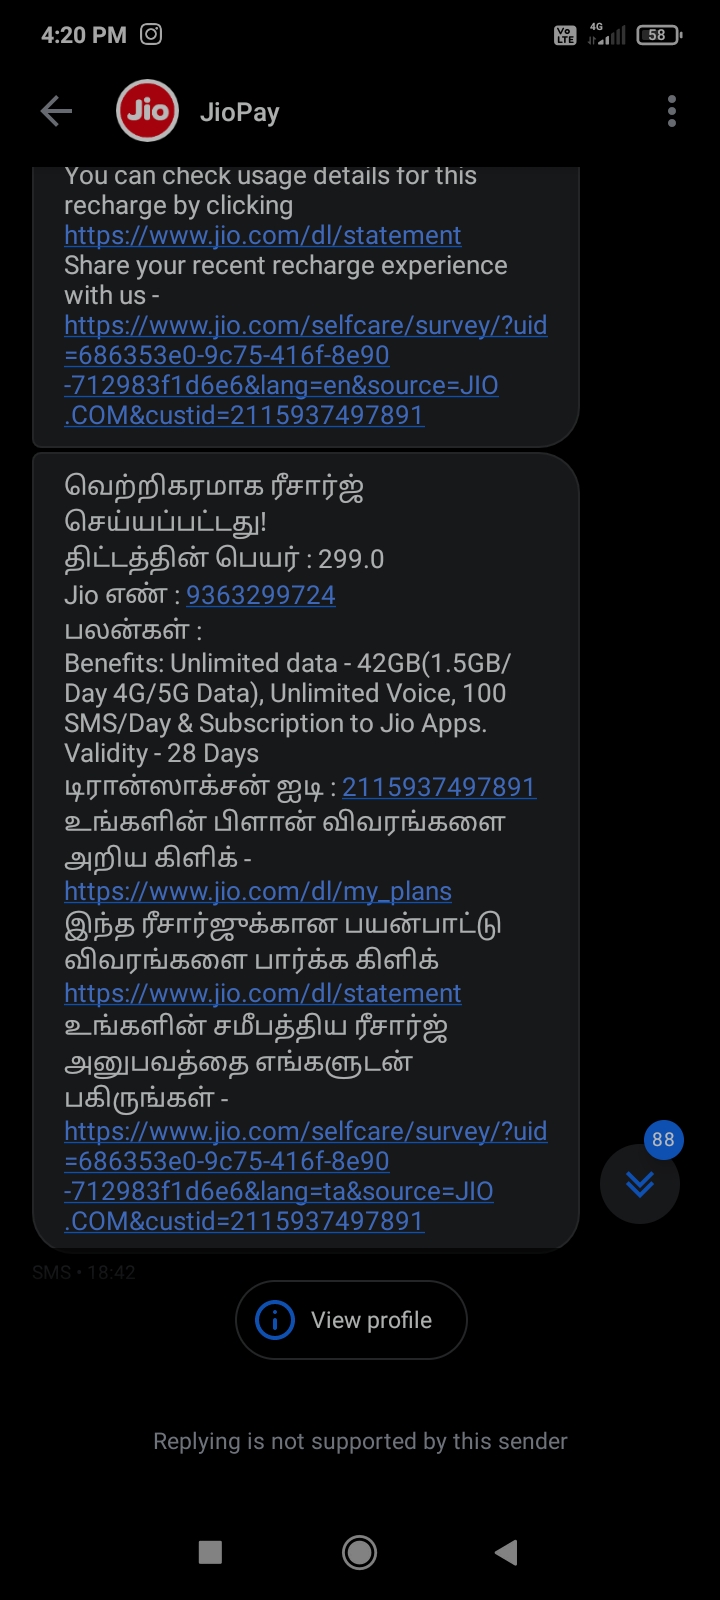 4:20 PM
Vo LTE
4G
58
Jio
JioPay
You can check usage details for this
recharge by clicking
https://www.jio.com/dl/statement
Share your recent recharge experience
with us -
https://www.jio.com/selfcare/survey/?uid
=686353e0-9c75-416f-8e90
-712983f1d6e6&lang=en&source=JIO
.COM&custid=2115937497891
வெற்றிகரமாக ரீசார்ஜ்
செய்யப்பட்டது!
திட்டத்தின் பெயர் : 299.0
Jio எண் : 9363299724
பலன்கள் :
Benefits: Unlimited data - 42GB(1.5GB/
Day 4G/5G Data), Unlimited Voice, 100
SMS/Day & Subscription to Jio Apps.
Validity - 28 Days
டிரான்ஸாக்சன் ஐடி : 2115937497891
உங்களின் பிளான் விவரங்களை
அறிய கிளிக் -
https://www.jio.com/dl/my_plans
இந்த ரீசார்ஜுக்கான பயன்பாட்டு
விவரங்களை பார்க்க கிளிக்
https://www.jio.com/dl/statement
உங்களின் சமீபத்திய ரீசார்ஜ்
அனுபவத்தை எங்களுடன்
பகிருங்கள் -
https://www.jio.com/selfcare/survey/?uid
=686353e0-9c75-416f-8e90
-712983f1d6e6&lang=ta&source=JIO
.COM&custid=2115937497891
88
SMS • 18:42
View profile
Replying is not supported by this sender